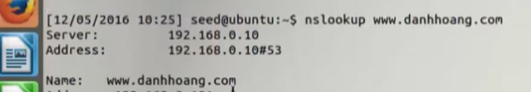 [12/05/2016 10:25] seed@ubuntu:~$ nslookup www.danhhoang.com
Server: 192.168.0.10
Address: 192.168.0.10#53
Name: www.danhhoang.com